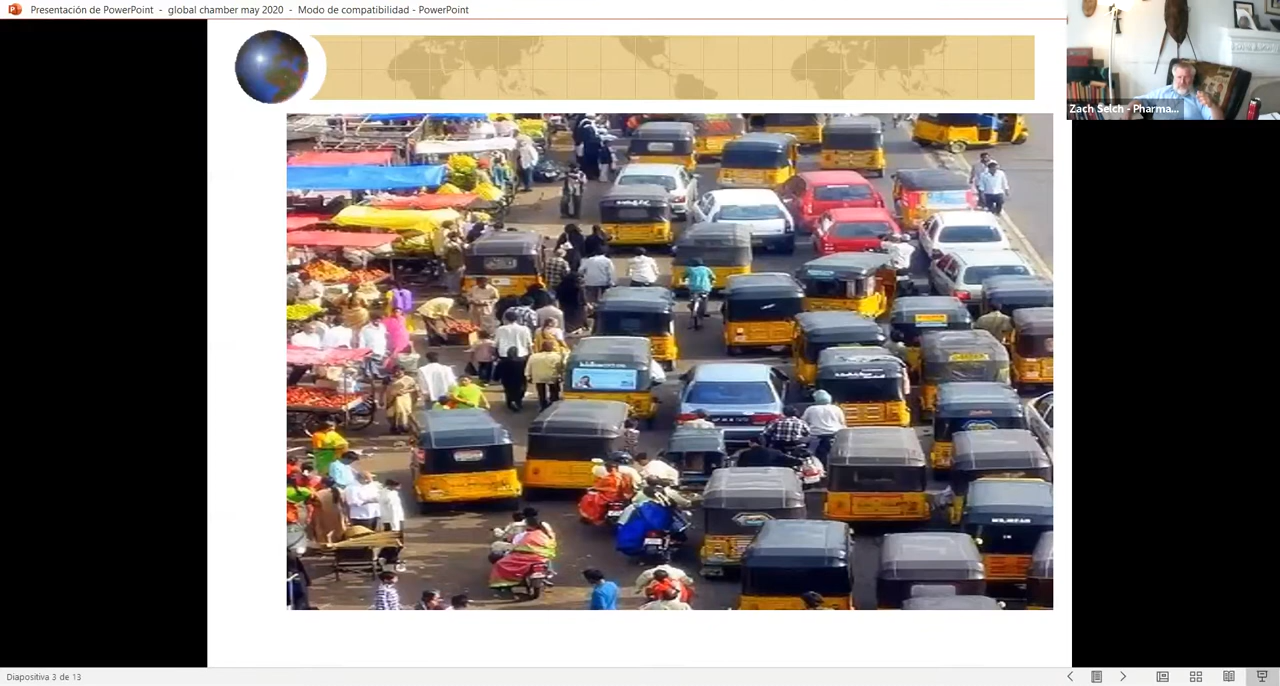 Presentación de PowerPoint - global chamber may 2020 - Modo de compatibilidad - PowerPoint
Zach Selch - Pharma...
Diapositiva 3 de 13